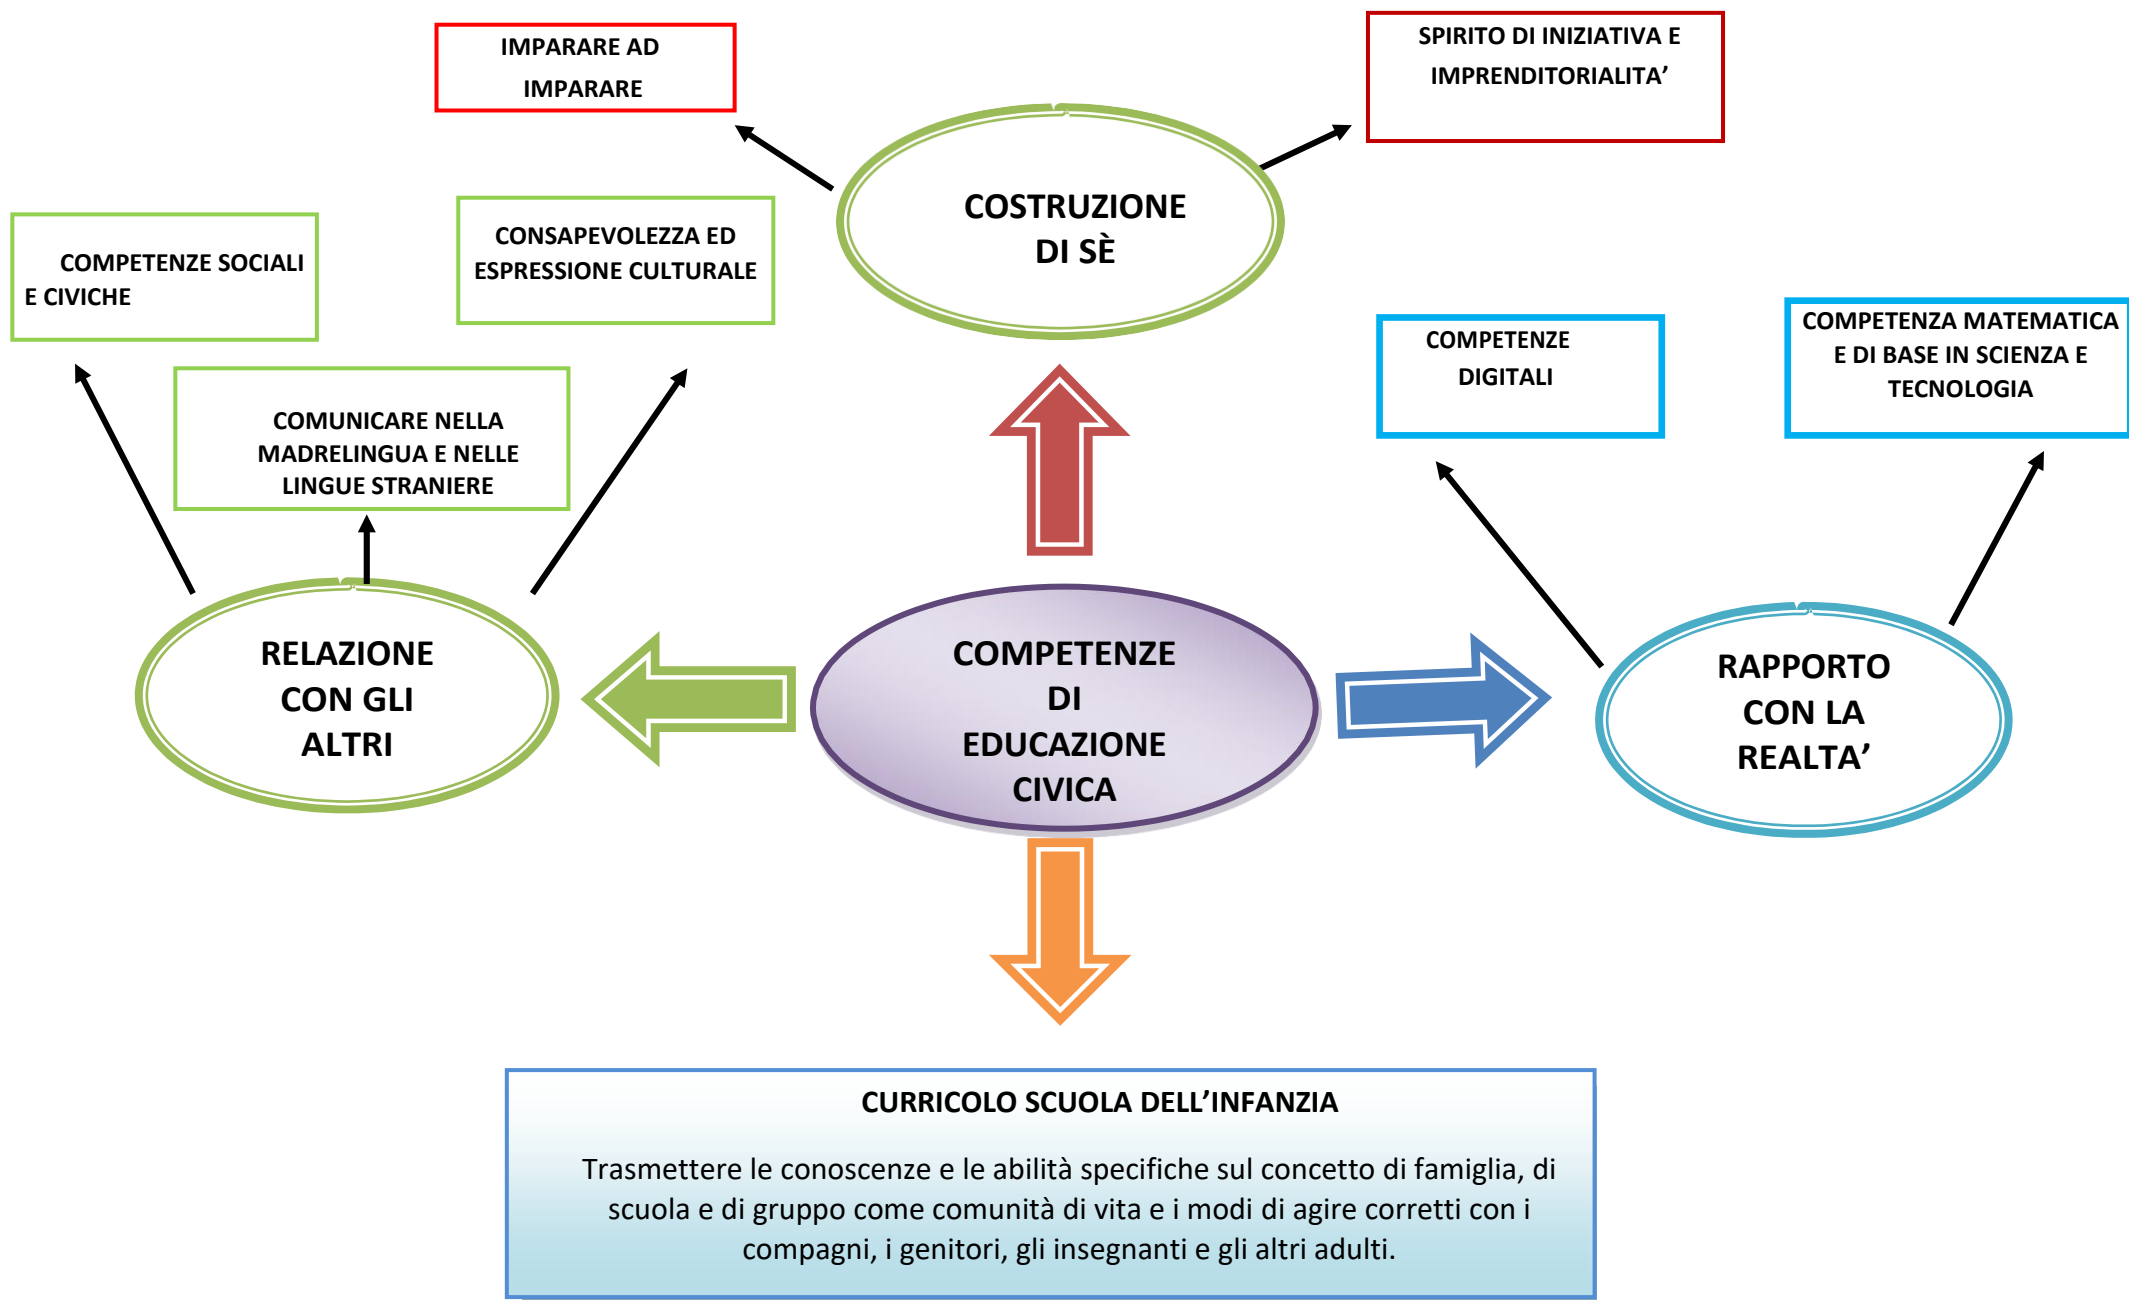 IMPARARE AD
IMPARARE
SPIRITO DI INIZIATIVA E
IMPRENDITORIALITA’
COSTRUZIONE
DI SÈ
COMPETENZE SOCIALI
E CIVICHE
CONSAPEVOLEZZA ED
ESPRESSIONE CULTURALE
COMUNICARE NELLA
MADRELINGUA E NELLE
LINGUE STRANIERE
COMPETENZE
DIGITALI
COMPETENZA MATEMATICA
E DI BASE IN SCIENZA E
TECNOLOGIA
RELAZIONE
CON GLI
ALTRI
COMPETENZE
DI
EDUCAZIONE
CIVICA
RAPPORTO
CON LA
REALTA’
CURRICOLO SCUOLA DELL’INFANZIA
Trasmettere le conoscenze e le abilità specifiche sul concetto di famiglia, di
scuola e di gruppo come comunità di vita e i modi di agire corretti con i
compagni, i genitori, gli insegnanti e gli altri adulti.